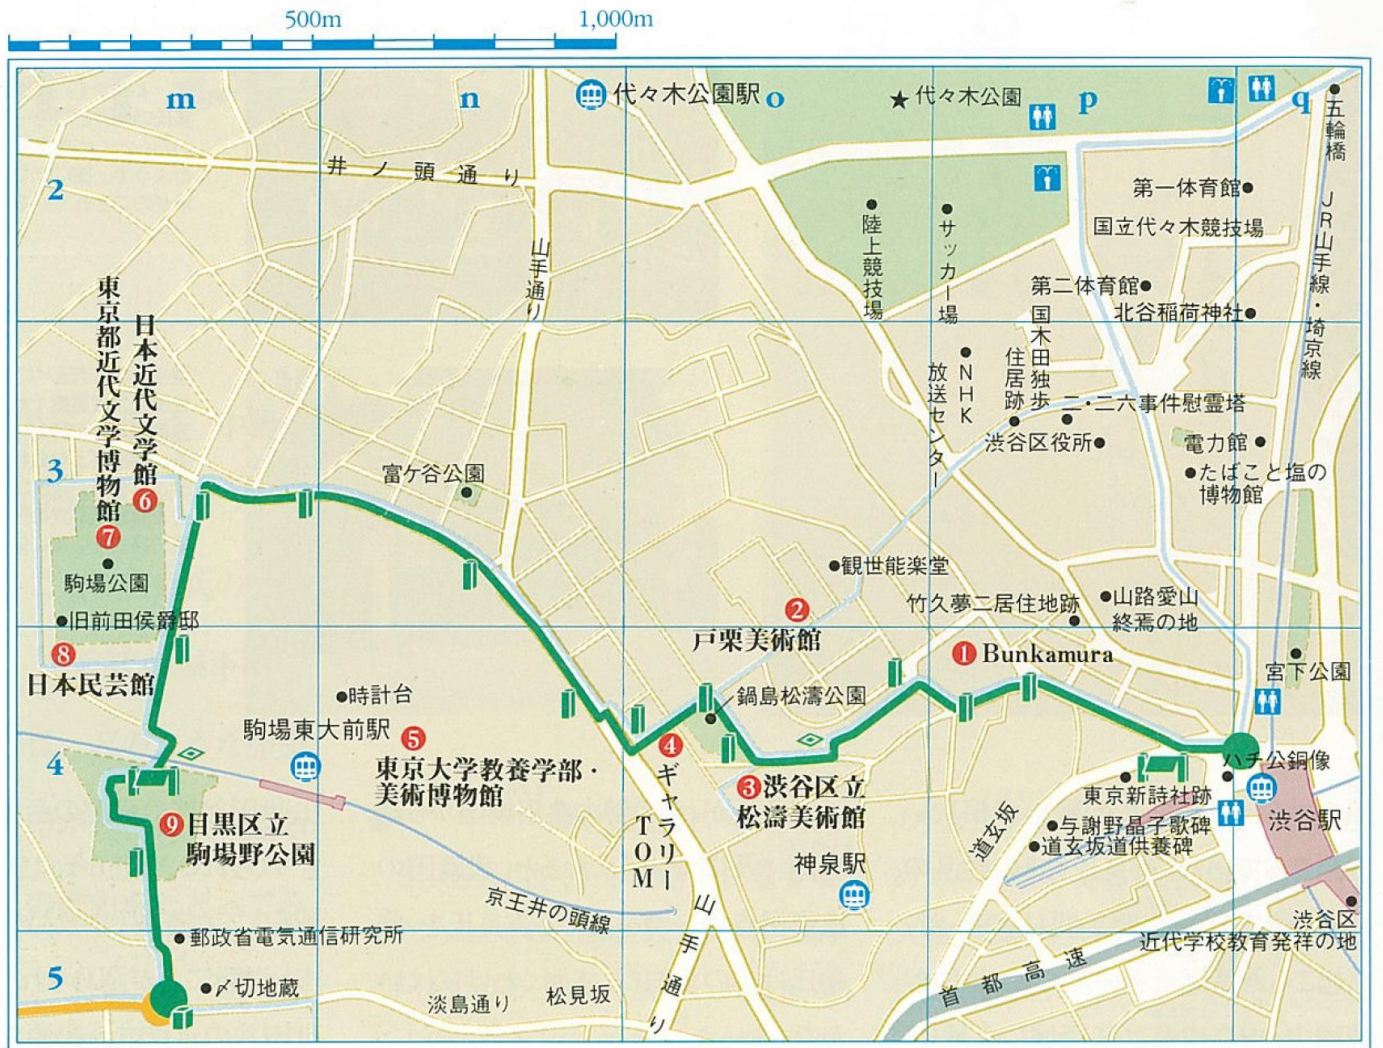 500m
1,000m
m
n
o
p
q
2
3
4
5
代々木公園駅
★代々木公園
五輪橋
井ノ頭通り
第一体育館
国立代々木競技場
JR山手線・埼京線
陸上競技場
サッカー場
山手通り
第二体育館
北谷稲荷神社
東京都近代文学博物館
日本近代文学館
国木田独歩
住居跡
NHK
放送センター
二・二六事件慰霊塔
渋谷区役所
電力館
たばこと塩の
博物館
富ケ谷公園
6
7
駒場公園
旧前田侯爵邸
8
日本民芸館
観世能楽堂
竹久夢二居住地跡
山路愛山
終焉の地
2
戸栗美術館
1 Bunkamura
宮下公園
時計台
駒場東大前駅
5
東京大学教養学部・
美術博物館
鍋島松濤公園
4
ギャラリー
TOM
3 渋谷区立
松濤美術館
ハチ公銅像
東京新詩社跡
与謝野晶子歌碑
道玄坂道供養碑
道玄坂
渋谷駅
9 目黒区立
駒場野公園
神泉駅
京王井の頭線
山手通り
渋谷区
近代学校教育発祥の地
郵政省電気通信研究所
〆切地蔵
淡島通り
松見坂
首都高速